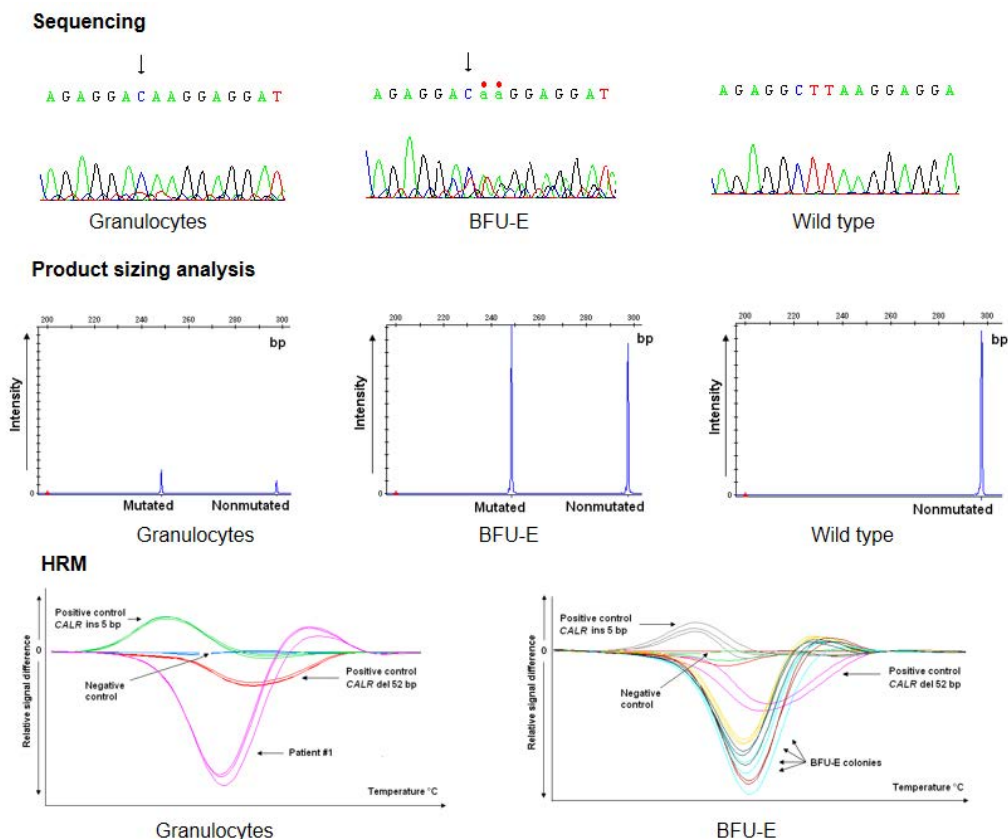 Sequencing
A G A G G A C A A G G A G G A T
A G A G G A C a a G G A G G A T
A G A G G C T T A A G G A G G A
Granulocytes
BFU-E
Wild type
Product sizing analysis
200 220 240 260 280 300
bp
Intensity
0
Mutated Nonmutated
Granulocytes
200 220 240 260 280 300
bp
Intensity
0
Mutated Nonmutated
BFU-E
200 220 240 260 280 300
bp
Intensity
0
Nonmutated
Wild type
HRM
Relative signal difference
0
Positive control
CALR ins 5 bp
Negative
control
Positive control
CALR del 52 bp
Patient #1
Temperature °C
Granulocytes
Relative signal difference
0
Positive control
CALR ins 5 bp
Negative
control
Positive control
CALR del 52 bp
BFU-E colonies
Temperature °C
BFU-E